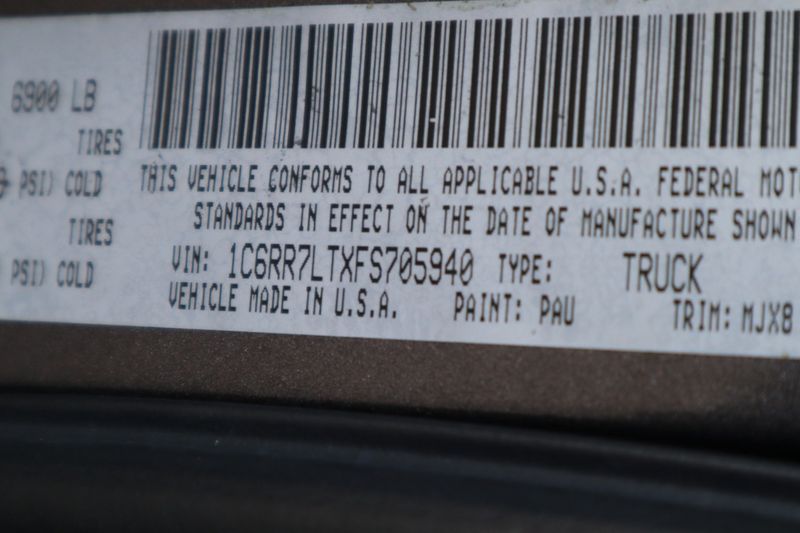 6900 LB
TIRES
PSI) COLD
TIRES
PSI) COLD
THIS VEHICLE CONFORMS TO ALL APPLICABLE U.S.A. FEDERAL MOT
STANDARDS IN EFFECT ON THE DATE OF MANUFACTURE SHOWN
VIN: 1C6RR7LTXFS705940 TYPE: TRUCK
VEHICLE MADE IN U.S.A. PAINT: PAU TRIM: MJX8